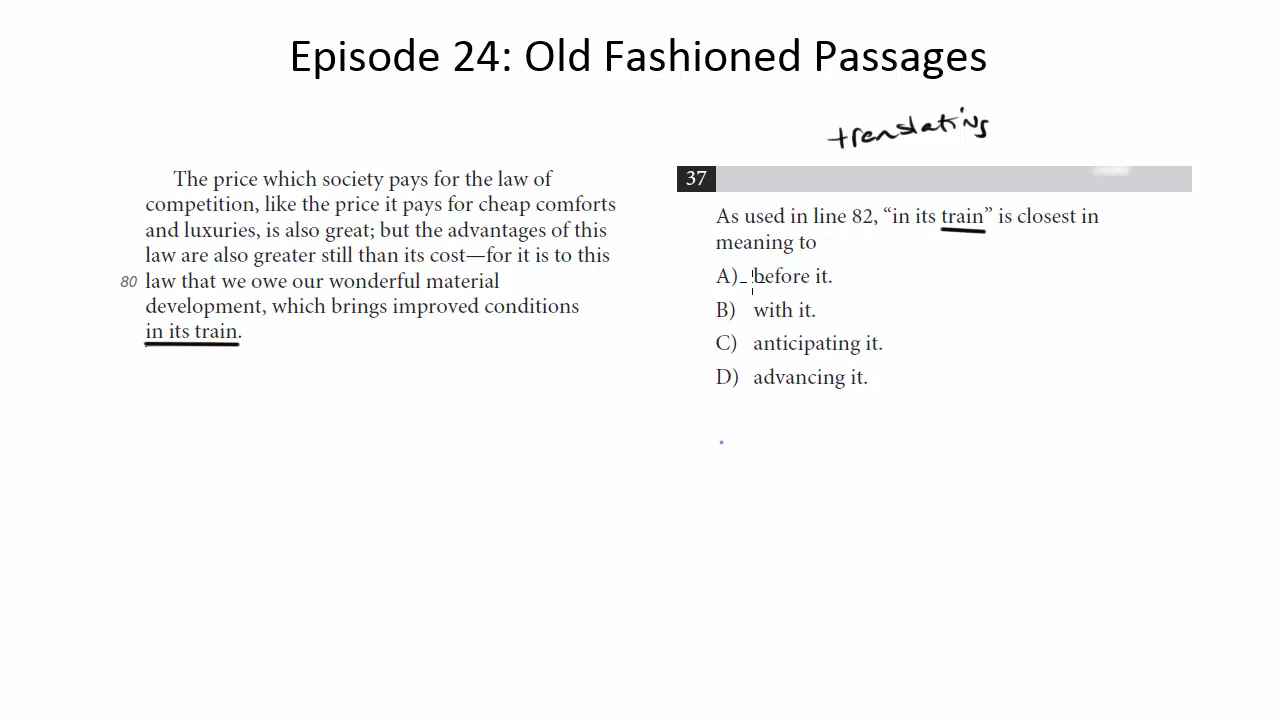 Episode 24: Old Fashioned Passages
translating
The price which society pays for the law of
competition, like the price it pays for cheap comforts
and luxuries, is also great; but the advantages of this
law are also greater still than its cost—for it is to this
80 law that we owe our wonderful material
development, which brings improved conditions
in its train.
37
As used in line 82, “in its train” is closest in
meaning to
A) before it.
B) with it.
C) anticipating it.
D) advancing it.